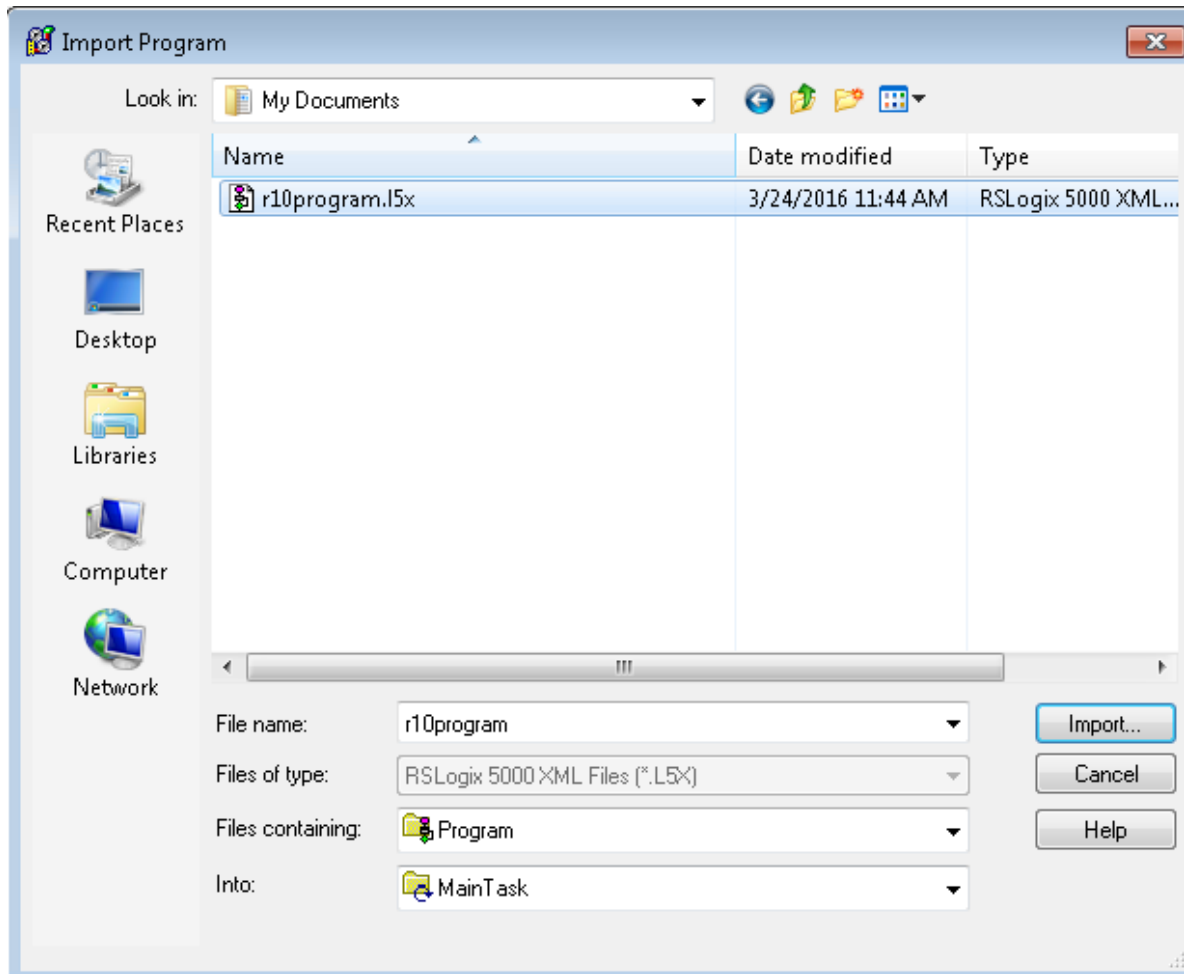 Import Program
Look in: My Documents
Name Date modified Type
r10program.l5x 3/24/2016 11:44 AM RSLogix 5000 XML...
Recent Places
Desktop
Libraries
Computer
Network
File name: r10program Import...
Files of type: RSLogix 5000 XML Files (*.L5X) Cancel
Files containing: Program Help
Into: MainTask